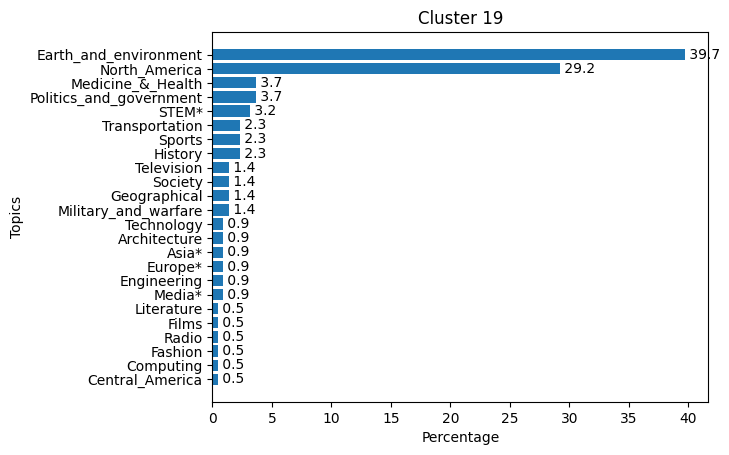 Cluster 19
Topics
Earth_and_environment 39.7
North_America 29.2
Medicine_&_Health 3.7
Politics_and_government 3.7
STEM* 3.2
Transportation 2.3
Sports 2.3
History 2.3
Television 1.4
Society 1.4
Geographical 1.4
Military_and_warfare 1.4
Technology 0.9
Architecture 0.9
Asia* 0.9
Europe* 0.9
Engineering 0.9
Media* 0.9
Literature 0.5
Films 0.5
Radio 0.5
Fashion 0.5
Computing 0.5
Central_America 0.5
0 5 10 15 20 25 30 35 40
Percentage